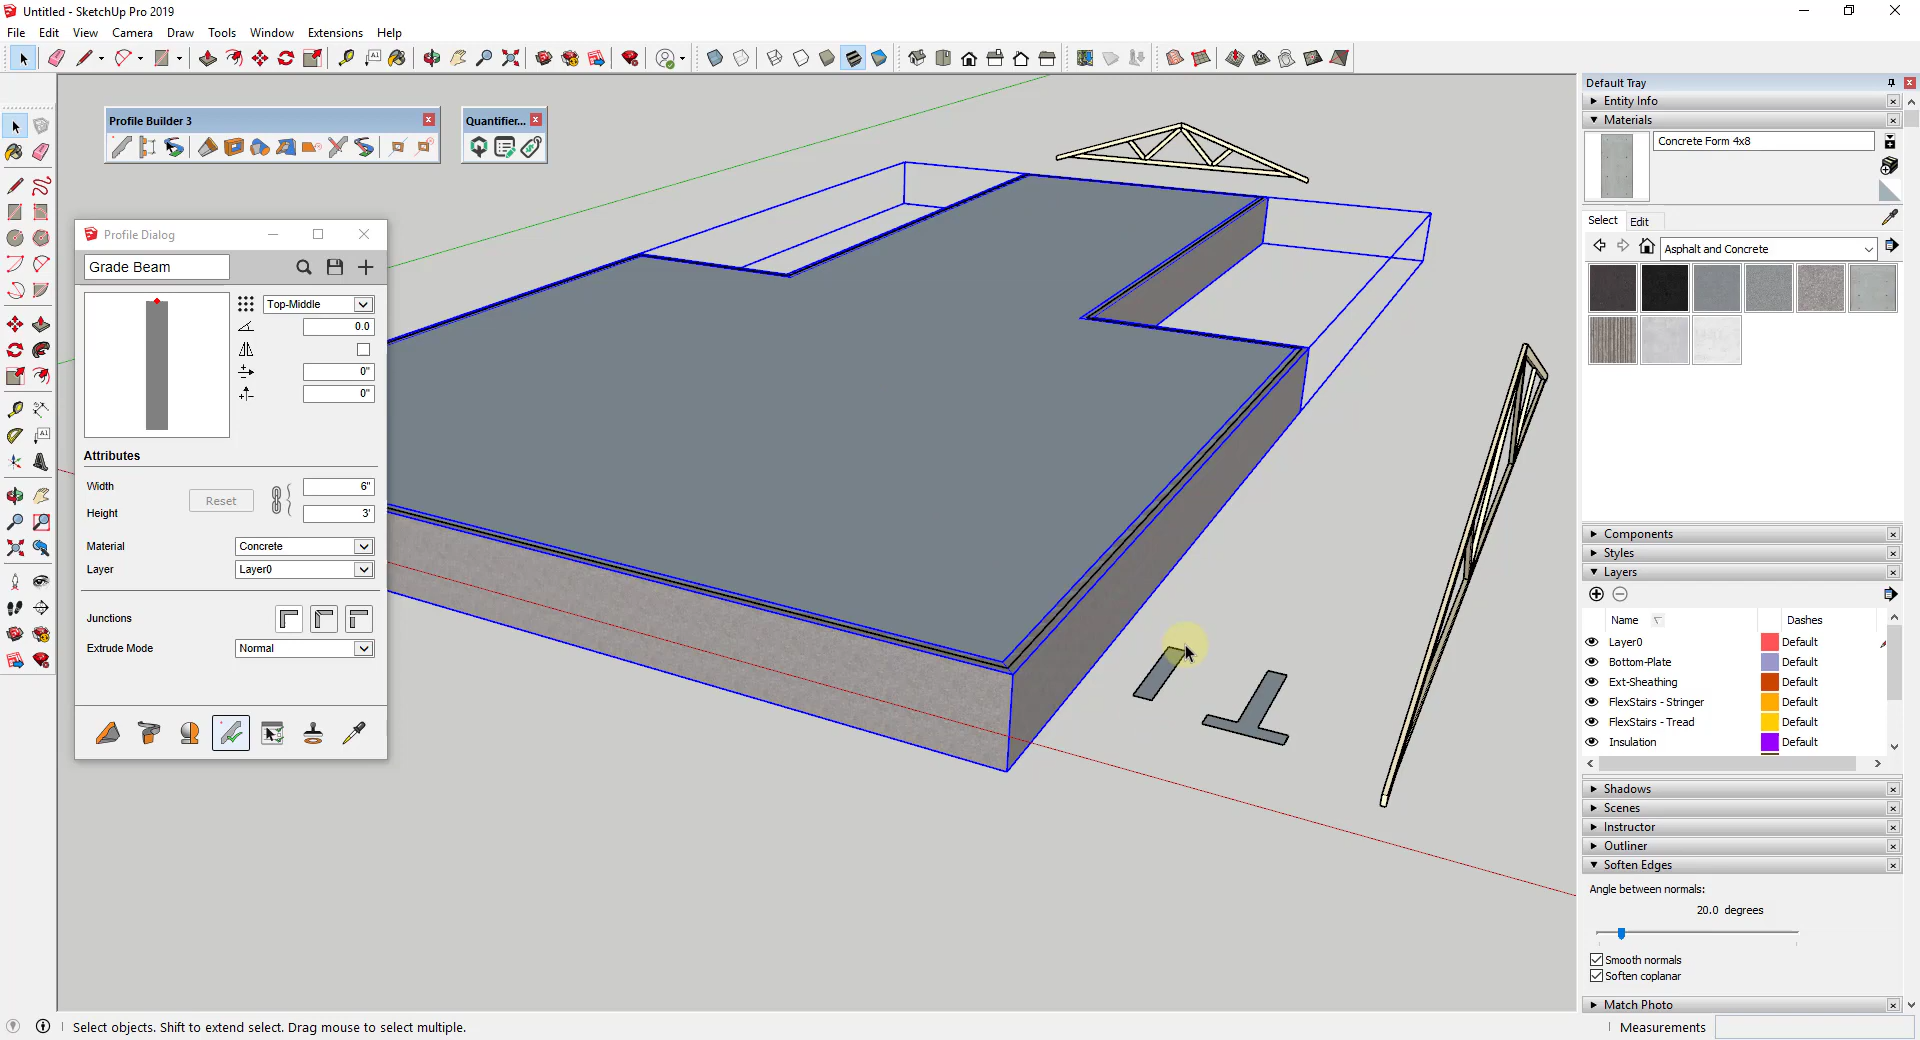 Untitled - SketchUp Pro 2019
File Edit View Camera Draw Tools Window Extensions Help
Profile Builder 3
Quantifier...
Profile Dialog
Grade Beam
Top-Middle
0.0
0"
0"
Attributes
Width
6"
Reset
Height
3'
Material
Concrete
Layer
Layer0
Junctions
Extrude Mode
Normal
Default Tray
Entity Info
Materials
Concrete Form 4x8
Select Edit
Asphalt and Concrete
Components
Styles
Layers
Name Dashes
Layer0 Default
Bottom-Plate Default
Ext-Sheathing Default
FlexStairs - Stringer Default
FlexStairs - Tread Default
Insulation Default
Shadows
Scenes
Instructor
Outliner
Soften Edges
Angle between normals:
20.0 degrees
Smooth normals
Soften coplanar
Match Photo
Select objects. Shift to extend select. Drag mouse to select multiple.
Measurements